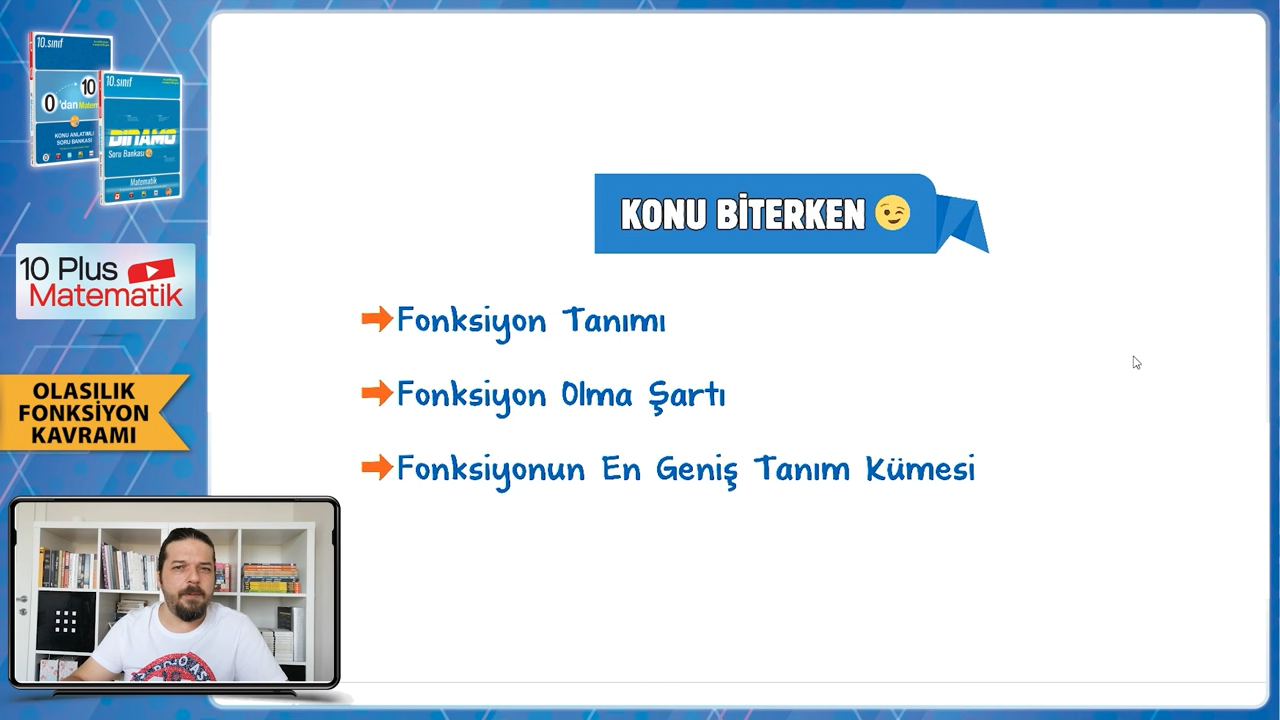 10.sınıf
0'dan 10
KONU ANLATIMLI
SORU BANKASI
10.sınıf
DİNAMO
Soru Bankası
Matematik
10 Plus
Matematik
OLASILIK
FONKSİYON
KAVRAMI
KONU BİTERKEN
Fonksiyon Tanımı
Fonksiyon Olma Şartı
Fonksiyonun En Geniş Tanım Kümesi